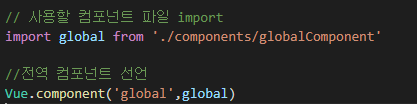 // 사용할 컴포넌트 파일 import
import global from './components/globalComponent'
//전역 컴포넌트 선언
Vue.component('global',global)